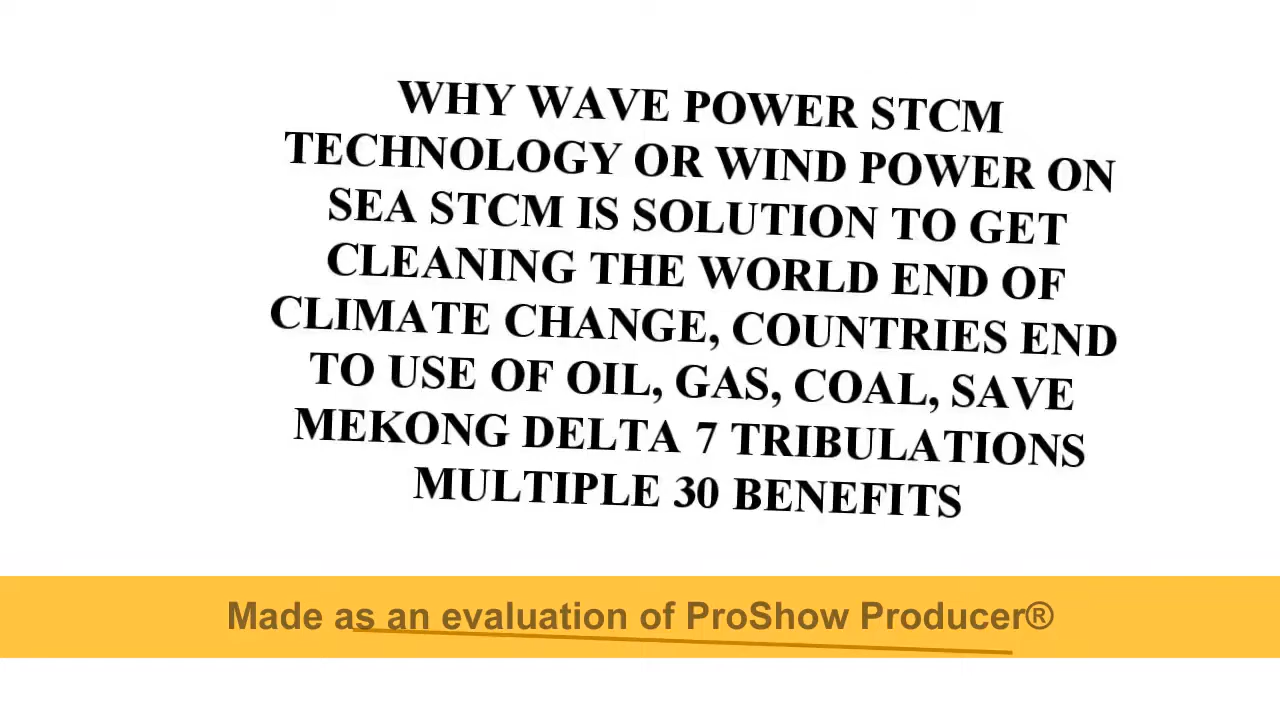 WHY WAVE POWER STCM
TECHNOLOGY OR WIND POWER ON
SEA STCM IS SOLUTION TO GET
CLEANING THE WORLD END OF
CLIMATE CHANGE, COUNTRIES END
TO USE OF OIL, GAS, COAL, SAVE
MEKONG DELTA 7 TRIBULATIONS
MULTIPLE 30 BENEFITS
Made as an evaluation of ProShow Producer®